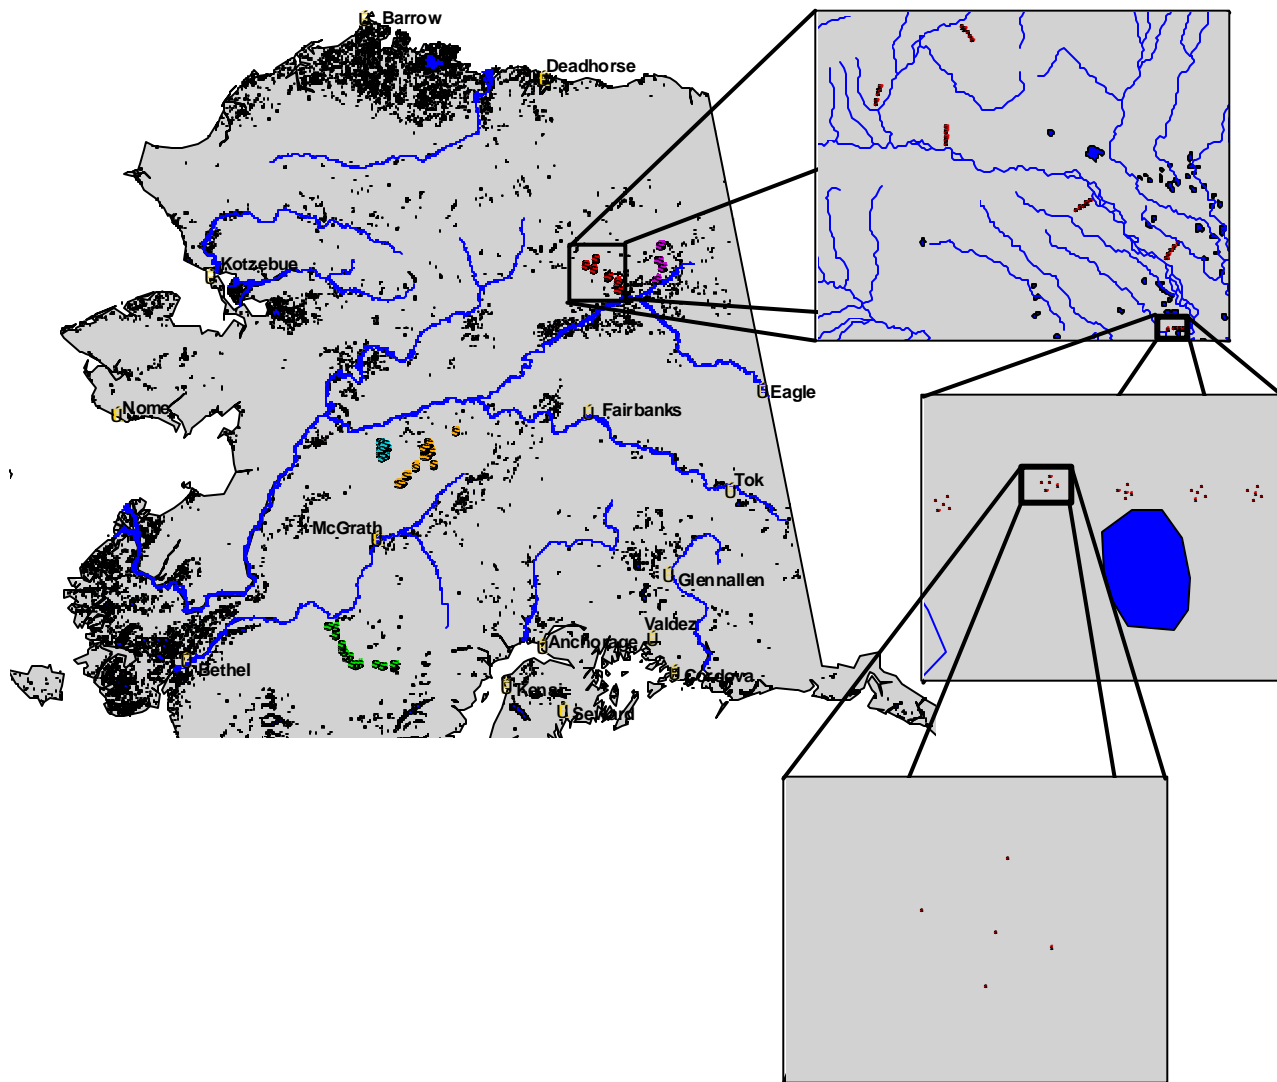 Barrow
Deadhorse
Kotzebue
Eagle
Nome
Fairbanks
Tok
McGrath
Glennallen
Valdez
Anchorage
Bethel
Cordova
Kenai
Seward